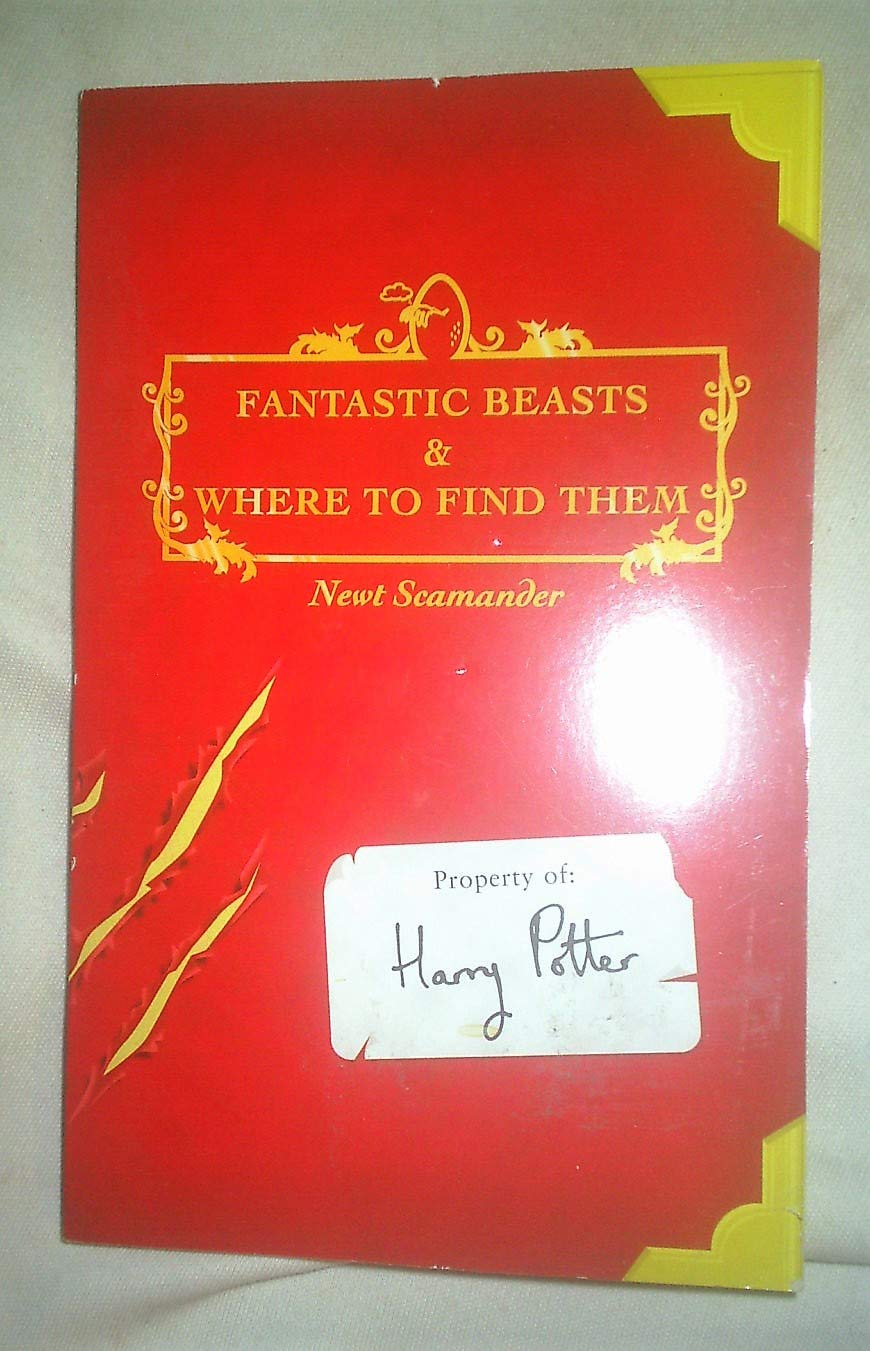 FANTASTIC BEASTS
&
WHERE TO FIND THEM
Newt Scamander
Property of:
Harry Potter